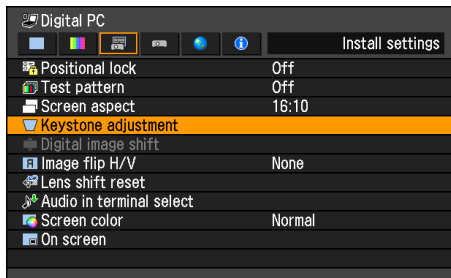 Digital PC
Install settings
Positional lock Off
Test pattern Off
Screen aspect 16:10
Keystone adjustment
Digital image shift
Image flip H/V None
Lens shift reset
Audio in terminal select
Screen color Normal
On screen